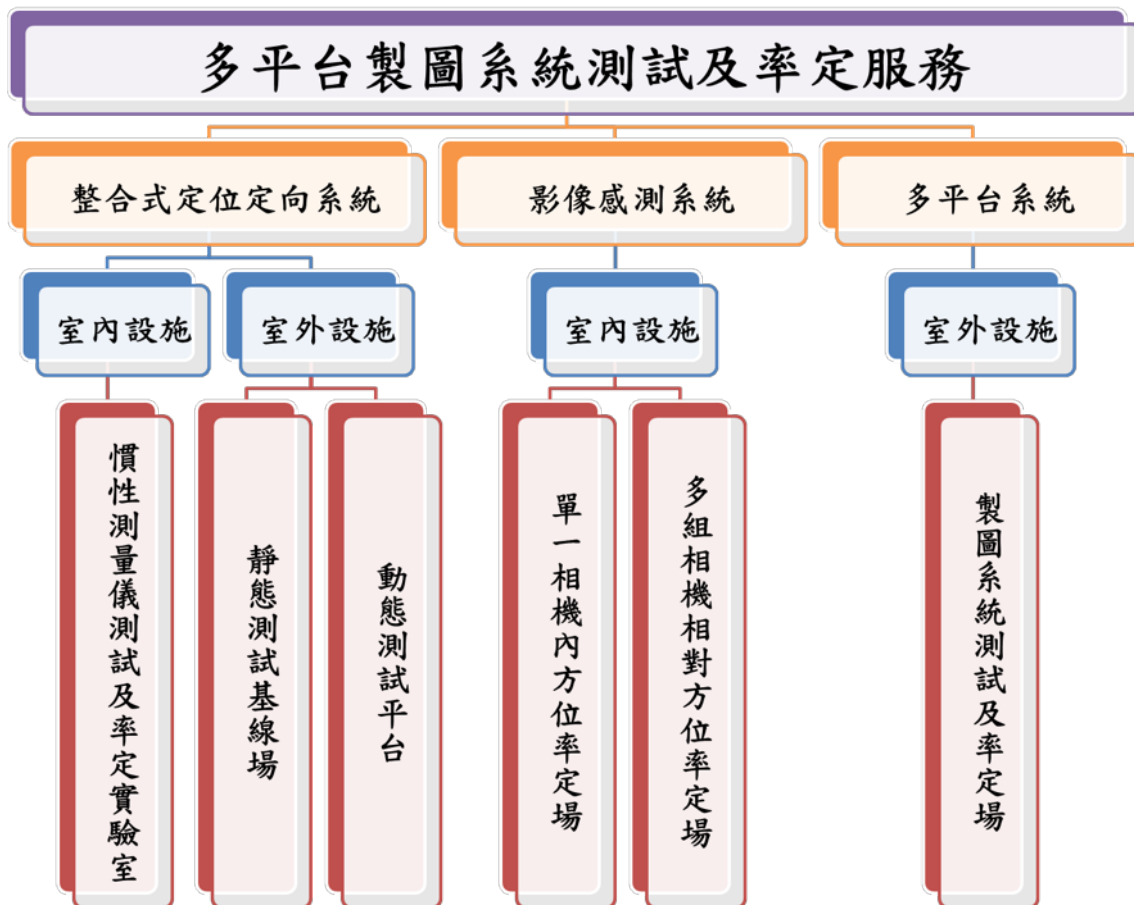 多平台製圖系統測試及率定服務
整合式定位定向系統
影像感測系統
多平台系統
室內設施
室外設施
室內設施
室外設施
慣性測量儀測試及率定實驗室
靜態測試基線場
動態測試平台
單一相機內方位率定場
多組相機相對方位率定場
製圖系統測試及率定場